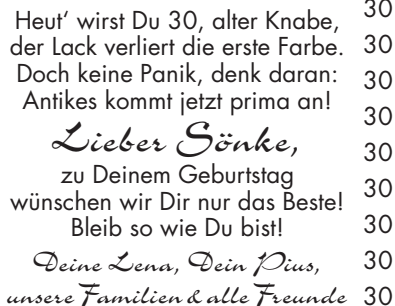 Heut‘ wirst Du 30, alter Knabe,
der Lack verliert die erste Farbe.
Doch keine Panik, denk daran:
Antikes kommt jetzt prima an!
Lieber Sönke,
zu Deinem Geburtstag
wünschen wir Dir nur das Beste!
Bleib so wie Du bist!
Deine Lena, Dein Pius,
unsere Familien & alle Freunde
30
30
30
30
30
30
30
30
30